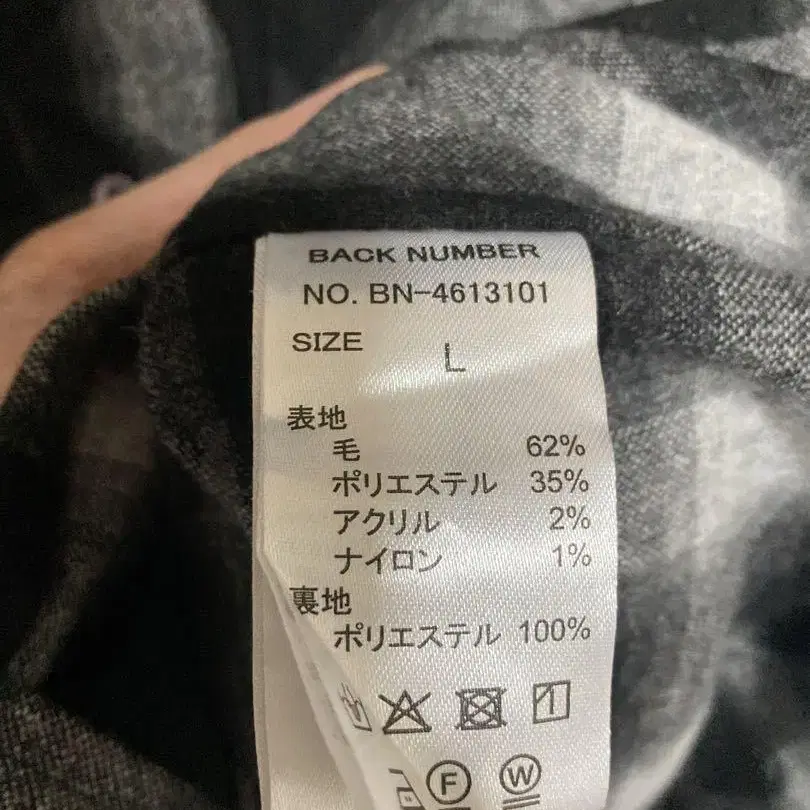 BACK NUMBER
NO. BN-4613101
SIZE L
表地
毛 62%
ポリエステル 35%
アクリル 2%
ナイロン 1%
裏地
ポリエステル 100%
F W